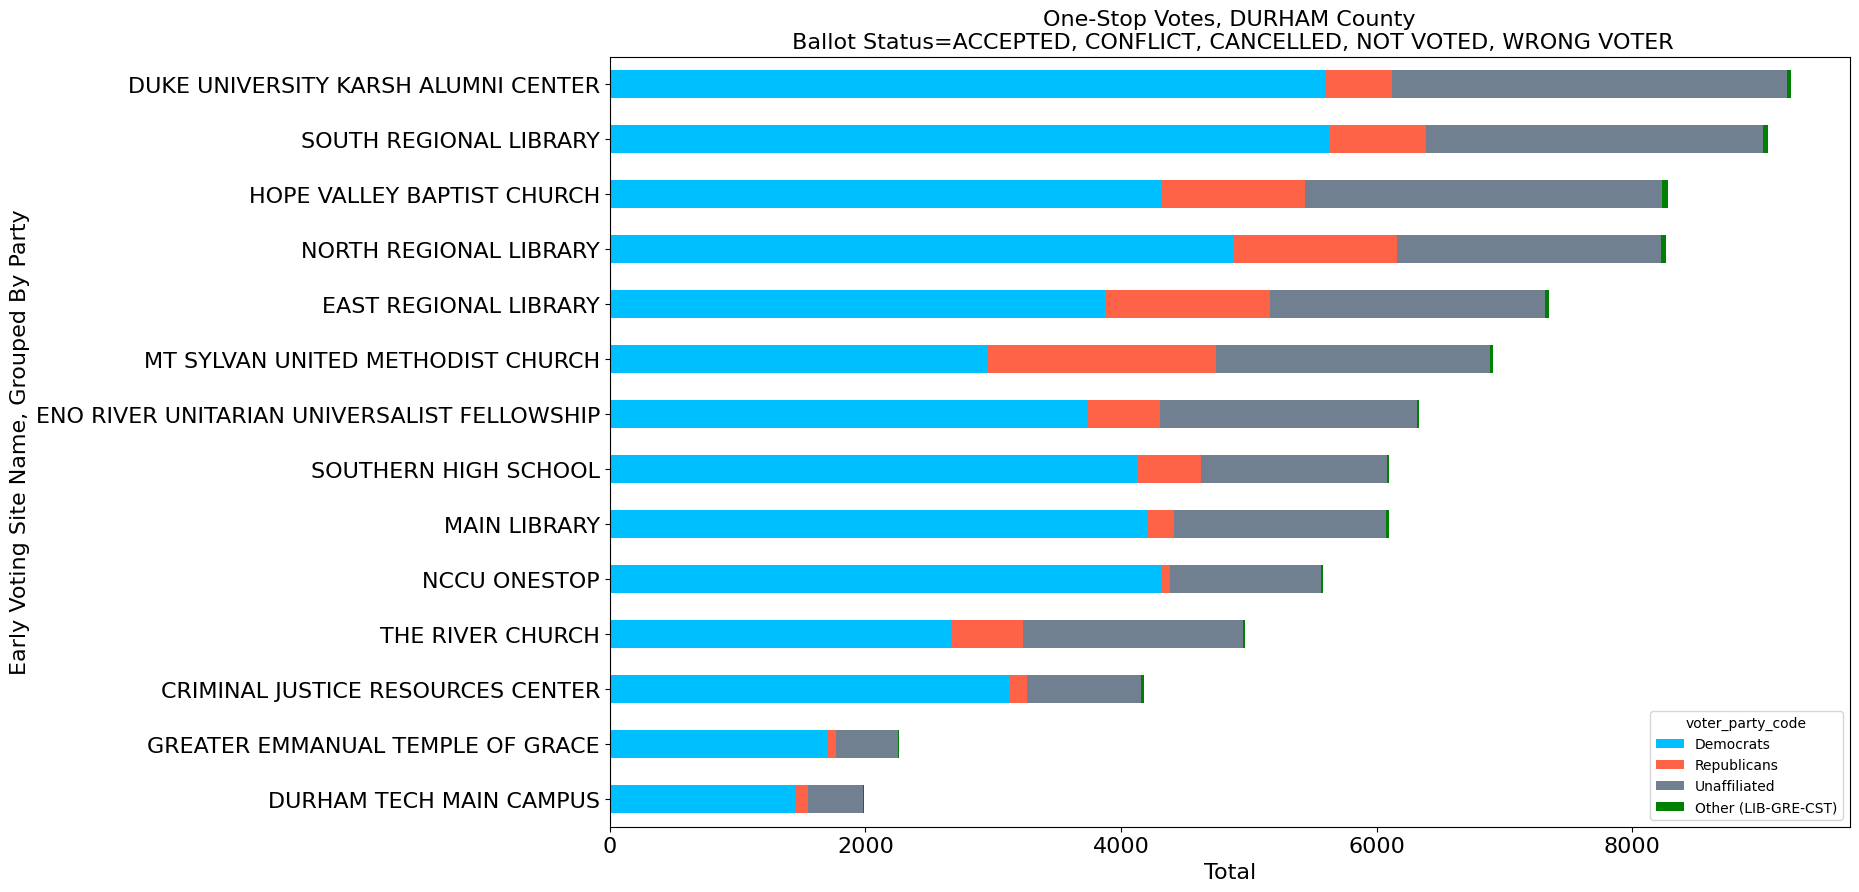 One-Stop Votes, DURHAM County
Ballot Status=ACCEPTED, CONFLICT, CANCELLED, NOT VOTED, WRONG VOTER
Early Voting Site Name, Grouped By Party
DUKE UNIVERSITY KARSH ALUMNI CENTER
SOUTH REGIONAL LIBRARY
HOPE VALLEY BAPTIST CHURCH
NORTH REGIONAL LIBRARY
EAST REGIONAL LIBRARY
MT SYLVAN UNITED METHODIST CHURCH
ENO RIVER UNITARIAN UNIVERSALIST FELLOWSHIP
SOUTHERN HIGH SCHOOL
MAIN LIBRARY
NCCU ONESTOP
THE RIVER CHURCH
CRIMINAL JUSTICE RESOURCES CENTER
GREATER EMMANUAL TEMPLE OF GRACE
DURHAM TECH MAIN CAMPUS
voter_party_code
Democrats
Republicans
Unaffiliated
Other (LIB-GRE-CST)
0 2000 4000 6000 8000
Total